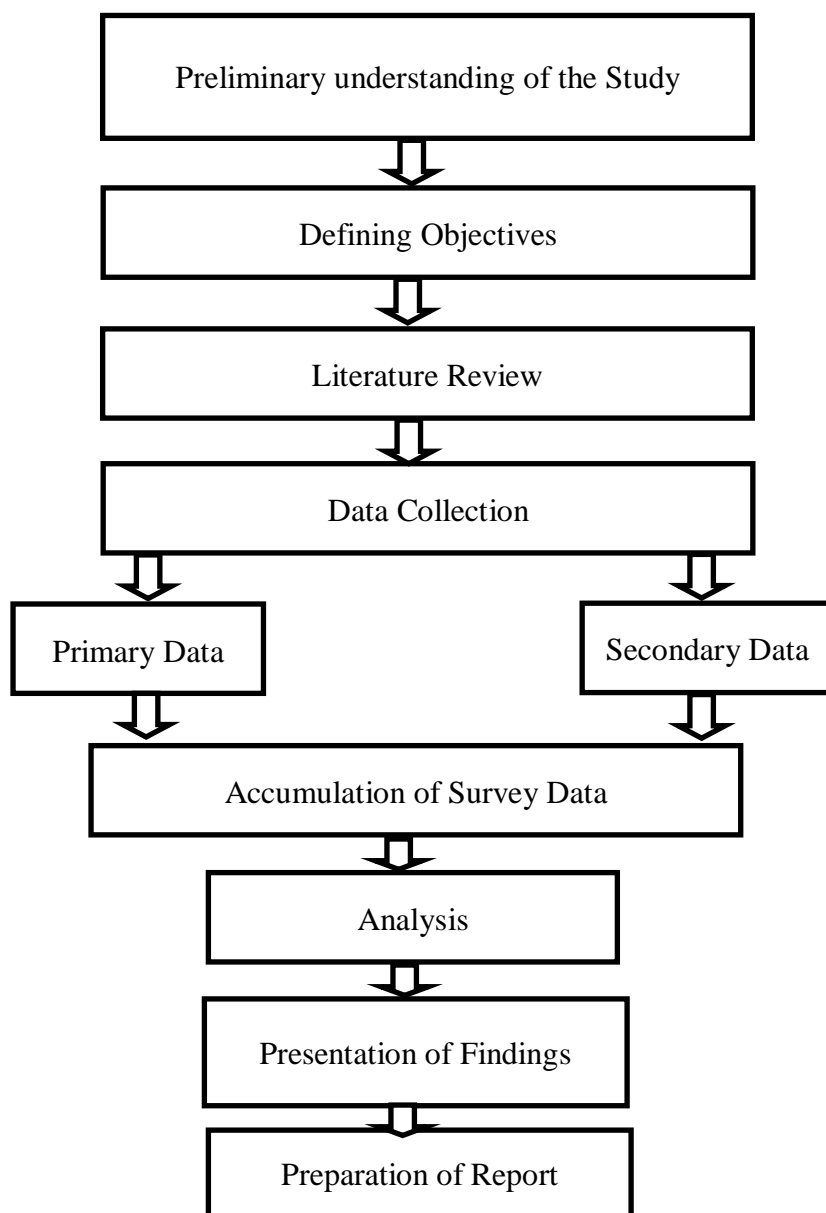 Preliminary understanding of the Study
Defining Objectives
Literature Review
Data Collection
Primary Data
Secondary Data
Accumulation of Survey Data
Analysis
Presentation of Findings
Preparation of Report